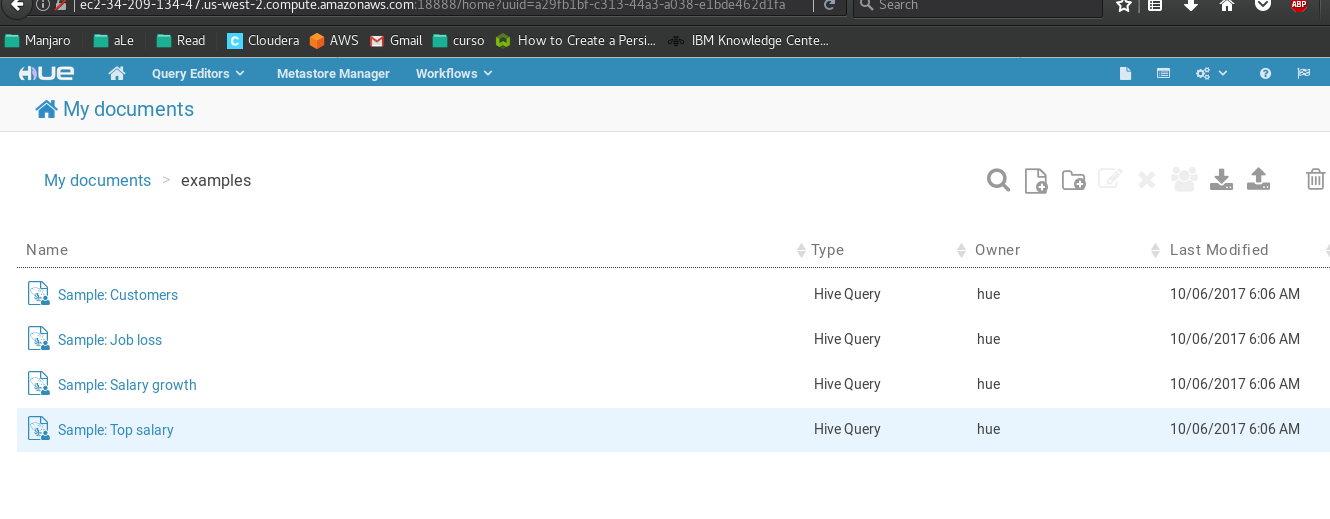 ec2-34-209-134-47.us-west-2.compute.amazonaws.com:18888/home?uuid=a29fb1bf-c313-44a3-a038-e1bde462d1fa Search ABP
Manjaro aLe Read C Cloudera AWS Gmail curso How to Create a Persi... IBM Knowledge Cente...
HUE Query Editors Metastore Manager Workflows
My documents
My documents > examples
Name Type Owner Last Modified
Sample: Customers Hive Query hue 10/06/2017 6:06 AM
Sample: Job loss Hive Query hue 10/06/2017 6:06 AM
Sample: Salary growth Hive Query hue 10/06/2017 6:06 AM
Sample: Top salary Hive Query hue 10/06/2017 6:06 AM